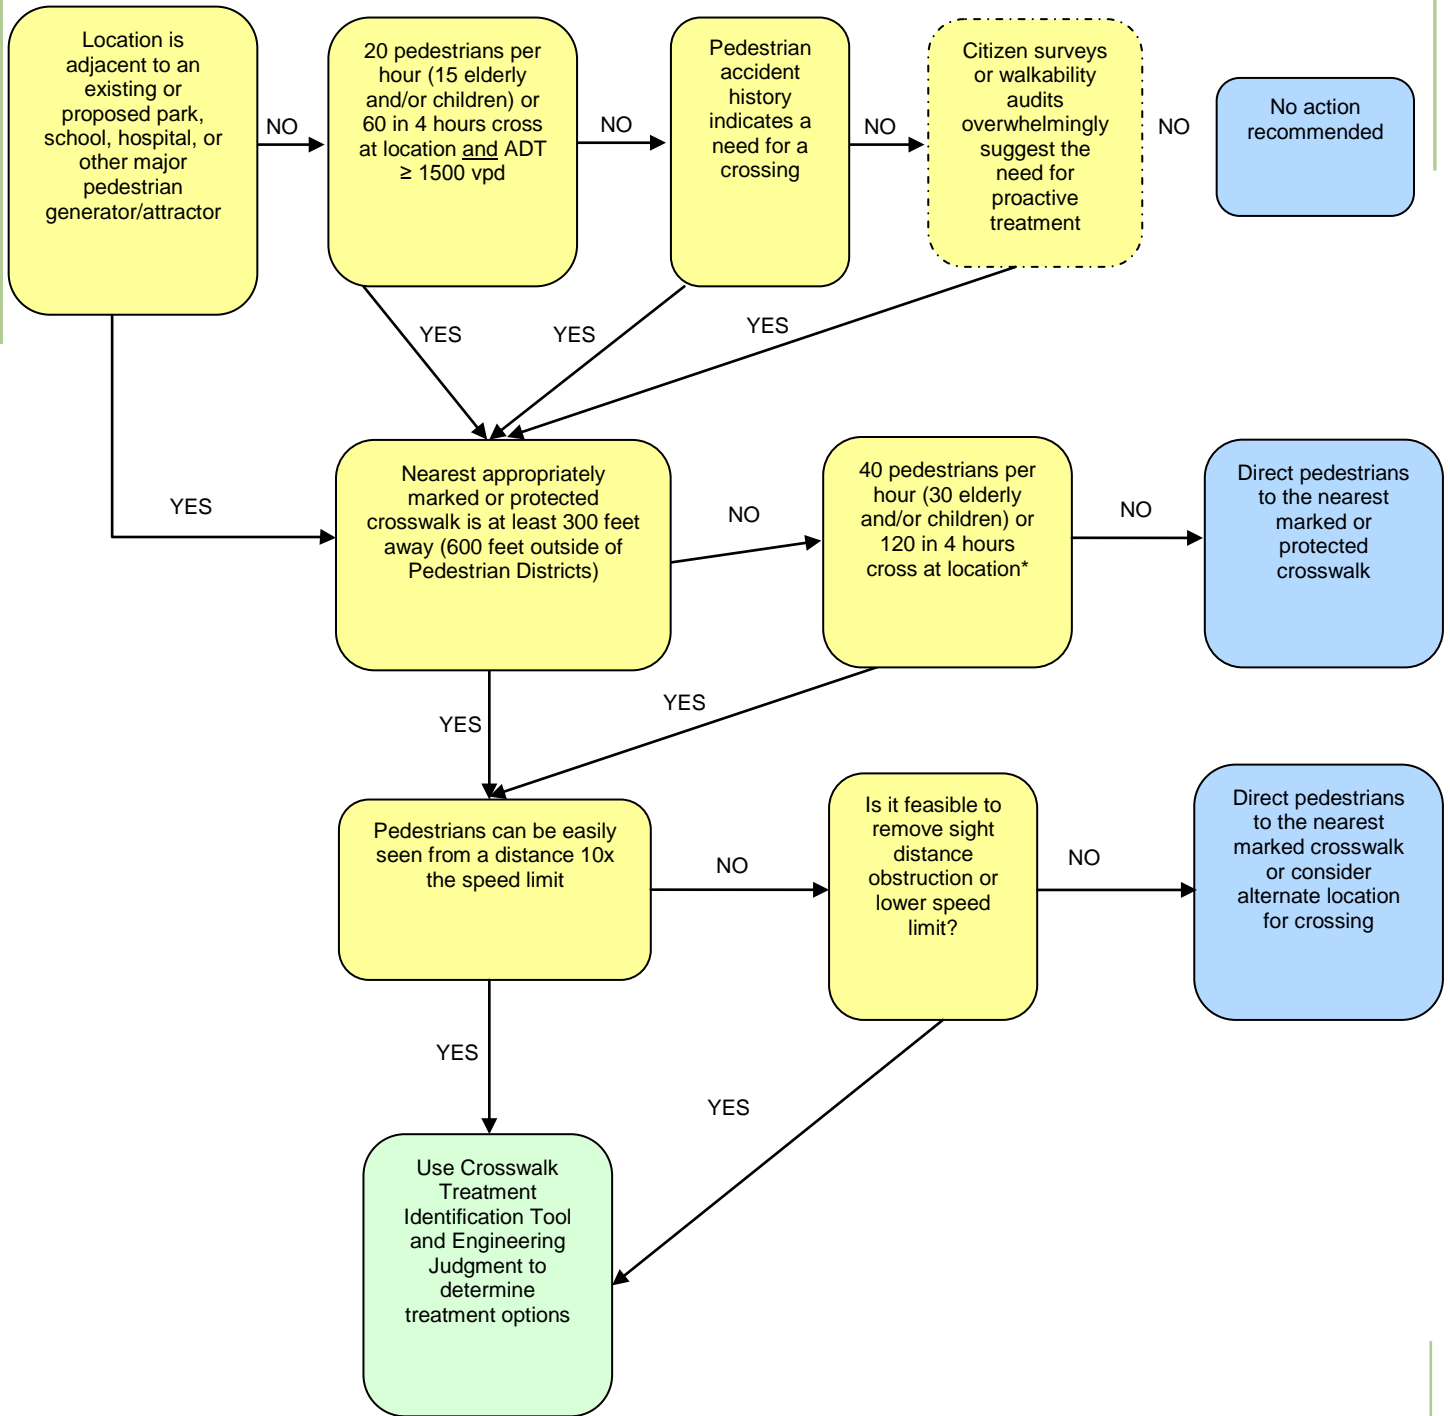 Location is
adjacent to an
existing or
proposed park,
school, hospital, or
other major
pedestrian
generator/attractor
NO
20 pedestrians per
hour (15 elderly
and/or children) or
60 in 4 hours cross
at location and ADT
≥ 1500 vpd
NO
Pedestrian
accident
history
indicates a
need for a
crossing
NO
Citizen surveys
or walkability
audits
overwhelmingly
suggest the
need for
proactive
treatment
NO
No action
recommended
YES
YES
YES
YES
Nearest appropriately
marked or protected
crosswalk is at least 300 feet
away (600 feet outside of
Pedestrian Districts)
NO
40 pedestrians per
hour (30 elderly
and/or children) or
120 in 4 hours
cross at location*
NO
Direct pedestrians
to the nearest
marked or
protected
crosswalk
YES
YES
Pedestrians can be easily
seen from a distance 10x
the speed limit
NO
Is it feasible to
remove sight
distance
obstruction or
lower speed
limit?
NO
Direct pedestrians
to the nearest
marked crosswalk
or consider
alternate location
for crossing
YES
YES
Use Crosswalk
Treatment
Identification Tool
and Engineering
Judgment to
determine
treatment options